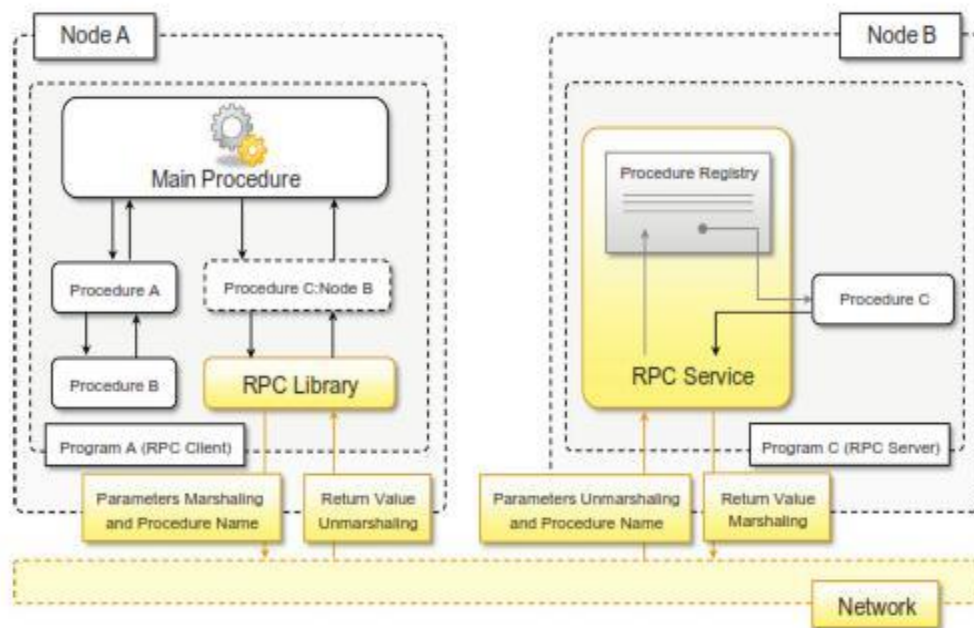 Node A
Node B
Main Procedure
Procedure Registry
Procedure A
Procedure C:Node B
Procedure C
Procedure B
RPC Library
RPC Service
Program A (RPC Client)
Program C (RPC Server)
Parameters Marshaling
and Procedure Name
Return Value
Unmarshaling
Parameters Unmarshaling
and Procedure Name
Return Value
Marshaling
Network